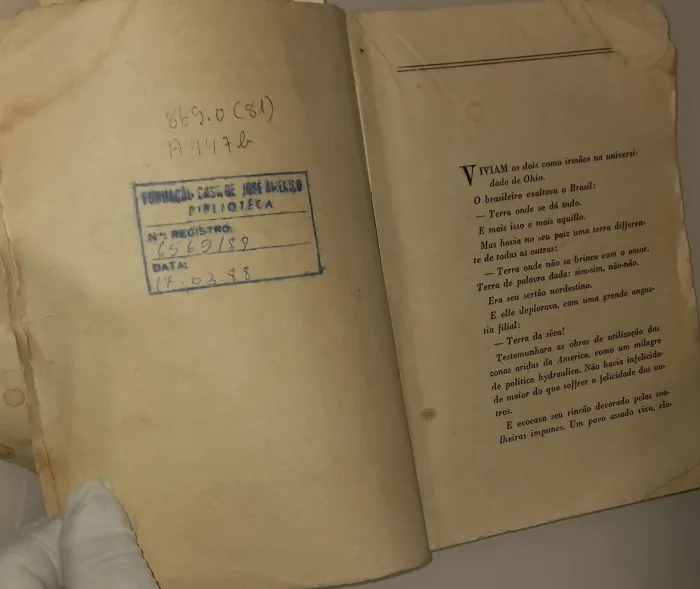 869.0(81)
A447b
FUNDAÇÃO CASA DE JOSÉ AMÉRICO
BIBLIOTECA
Nº: REGISTRO:
6569/88
DATA:
17.03.88
VIVIAM os dois como irmãos na universi-
dade de Ohio.
O brasileiro exaltava o Brasil:
— Terra onde se dá tudo.
E mais isso e mais aquillo.
Mas havia no seu paiz uma terra differen-
te de todas as outras:
— Terra onde não se brinca com o amor.
Terra de palavra dada: simsim, não-não.
Era seu sertão nordestino.
E elle deplorava, com uma grande angus-
tia filial:
— Terra da sêca!
Testemunhara as obras de utilização das
zonas aridas da America, como um milagre
de politica hydraulica. Não havia infelicida-
de maior do que soffrer a felicidade dos ou-
tros.
E evocava seu rincão devorado pelas soa-
lheiras impunes. Um povo assado vivo, cla-